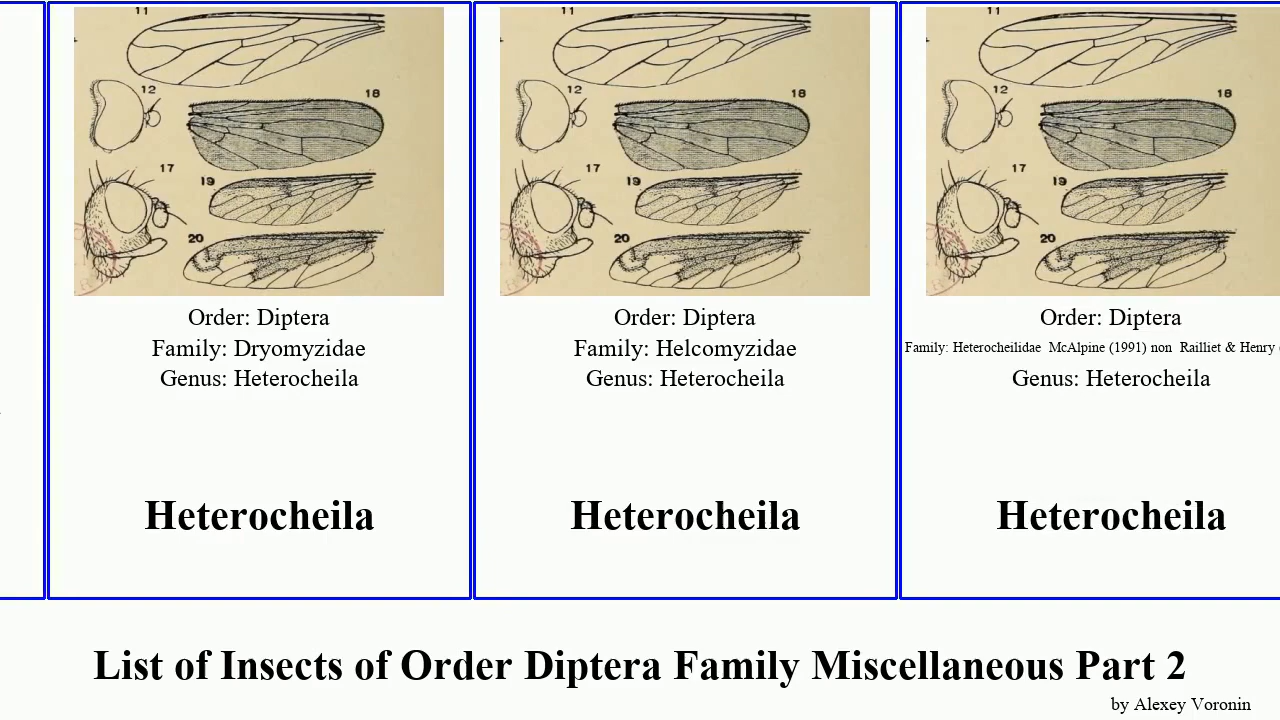 11
12
18
17
19
20
Order: Diptera
Family: Dryomyzidae
Genus: Heterocheila
Heterocheila
11
12
18
17
19
20
Order: Diptera
Family: Helcomyzidae
Genus: Heterocheila
Heterocheila
11
12
18
17
19
20
Order: Diptera
Family: Heterocheilidae McAlpine (1991) non Railliet & Henry (
Genus: Heterocheila
Heterocheila
List of Insects of Order Diptera Family Miscellaneous Part 2
by Alexey Voronin